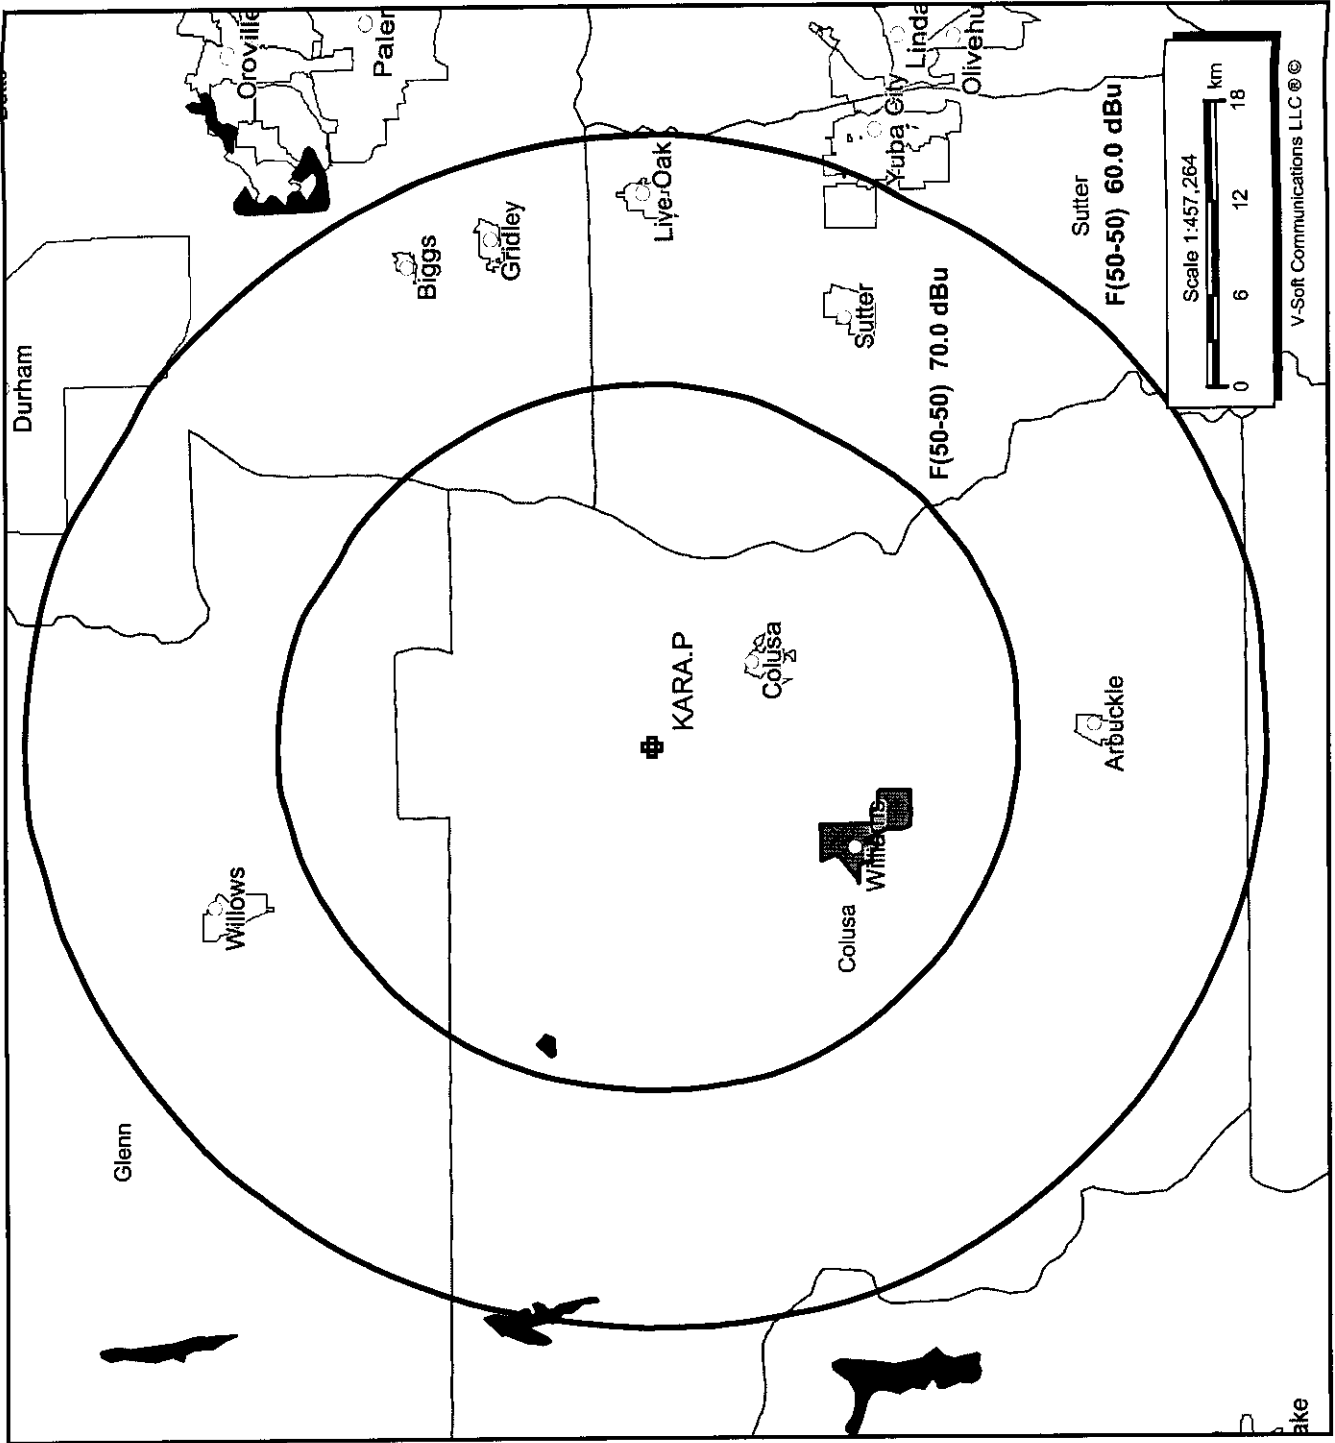 Durham
Oroville
Paler
Biggs
Gridley
Live Oak
Yuba City
Linda
Olivehu
Sutter
Sutter
F(50-50) 70.0 dBu
F(50-50) 60.0 dBu
Willows
Glenn
KARA.P
Colusa
Williams
Colusa
Arbuckle
ake
Scale 1:457,264
0 6 12 18 km
V-Soft Communications LLC ® ©